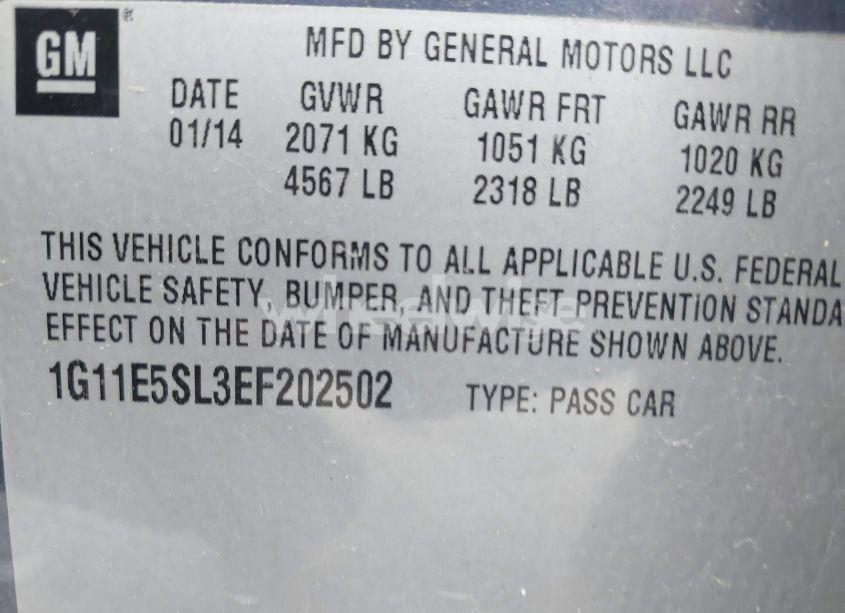 GM ®
MFD BY GENERAL MOTORS LLC
DATE GVWR GAWR FRT GAWR RR
01/14 2071 KG 1051 KG 1020 KG
4567 LB 2318 LB 2249 LB
THIS VEHICLE CONFORMS TO ALL APPLICABLE U.S. FEDERAL
VEHICLE SAFETY, BUMPER, AND THEFT PREVENTION STANDA
EFFECT ON THE DATE OF MANUFACTURE SHOWN ABOVE.
1G11E5SL3EF202502 TYPE: PASS CAR